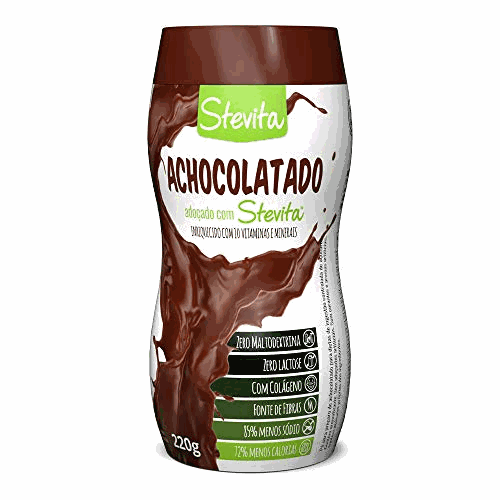 Stevita
ACHOCOLATADO
adoçado com Stevita®
ENRIQUECIDO COM 10 VITAMINAS E MINERAIS
ZERO MALTODEXTRINA
ZERO LACTOSE
COM COLÁGENO
FONTE DE FIBRAS
85% MENOS SÓDIO
72% MENOS CALORIAS
220g